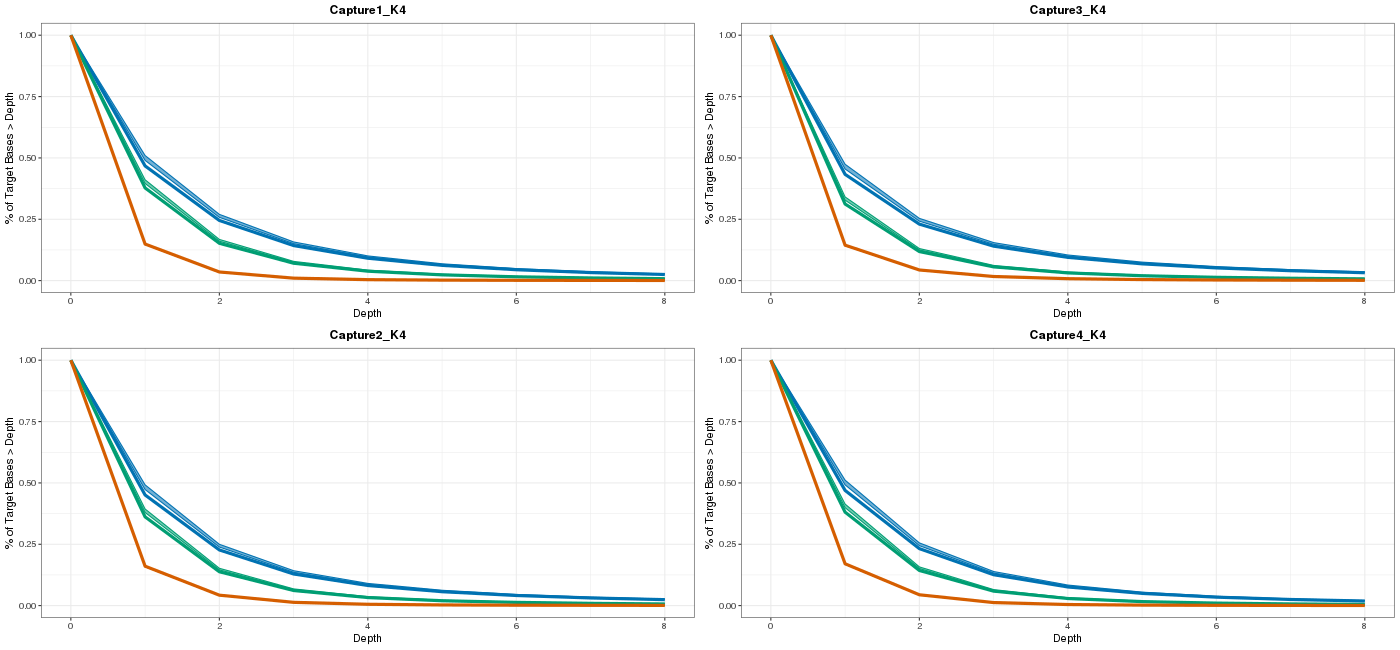 Capture1_K4
% of Target Bases > Depth
1.00
0.75
0.50
0.25
0.00
0 2 4 6 8
Depth
Capture3_K4
% of Target Bases > Depth
1.00
0.75
0.50
0.25
0.00
0 2 4 6 8
Depth
Capture2_K4
% of Target Bases > Depth
1.00
0.75
0.50
0.25
0.00
0 2 4 6 8
Depth
Capture4_K4
% of Target Bases > Depth
1.00
0.75
0.50
0.25
0.00
0 2 4 6 8
Depth